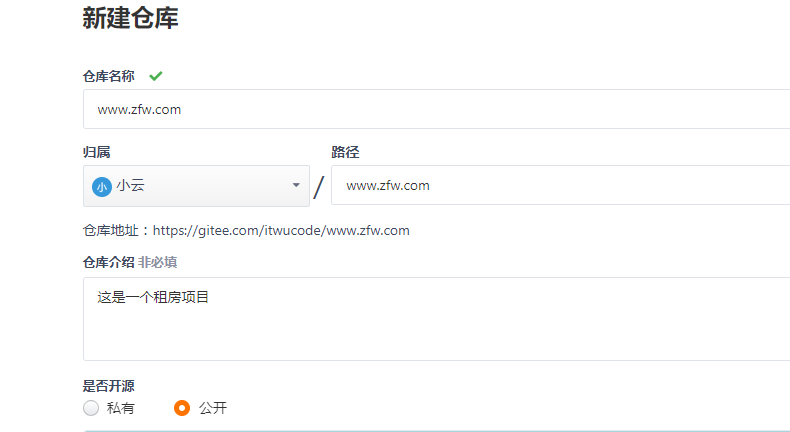 新建仓库
仓库名称
www.zfw.com
归属 路径
小 小云 / www.zfw.com
仓库地址：https://gitee.com/itwucode/www.zfw.com
仓库介绍 非必填
这是一个租房项目
是否开源
私有 公开